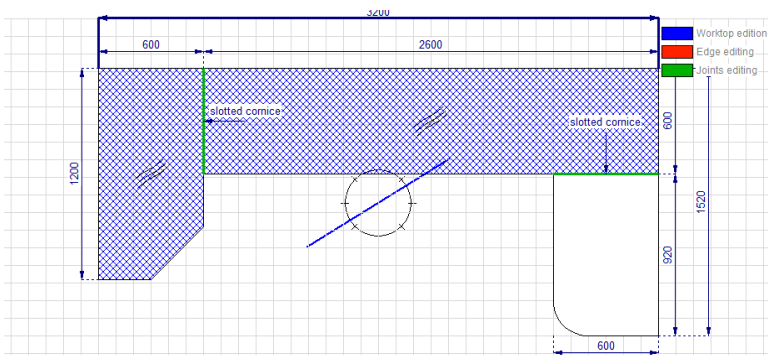 3200
600
2600
Worktop edition
Edge editing
Joints editing
slotted cornice
slotted cornice
600
1200
1520
920
600